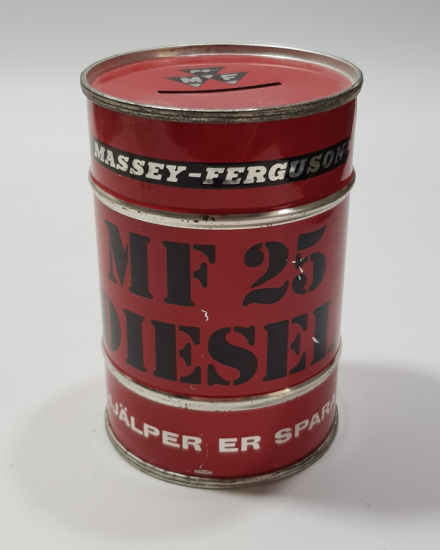 MF
MASSEY-FERGUSON
MF 25
DIESEL
HJÄLPER ER SPARA